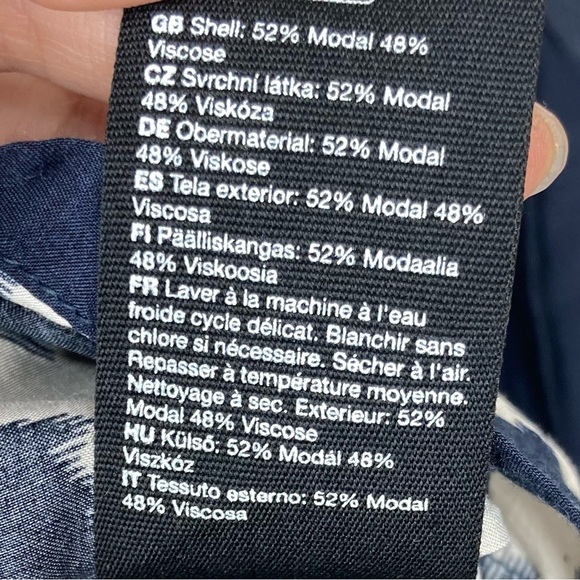 GB Shell: 52% Modal 48%
Viscose
CZ Svrchní látka: 52% Modal
48% Viskóza
DE Obermaterial: 52% Modal
48% Viskose
ES Tela exterior: 52% Modal 48%
Viscosa
FI Päälliskangas: 52% Modaalia
48% Viskoosia
FR Laver à la machine à l'eau
froide cycle délicat. Blanchir sans
chlore si nécessaire. Sécher à l'air.
Repasser à température moyenne.
Nettoyage à sec. Exterieur: 52%
Modal 48% Viscose
HU Külső: 52% Modál 48%
Viszkóz
IT Tessuto esterno: 52% Modal
48% Viscosa